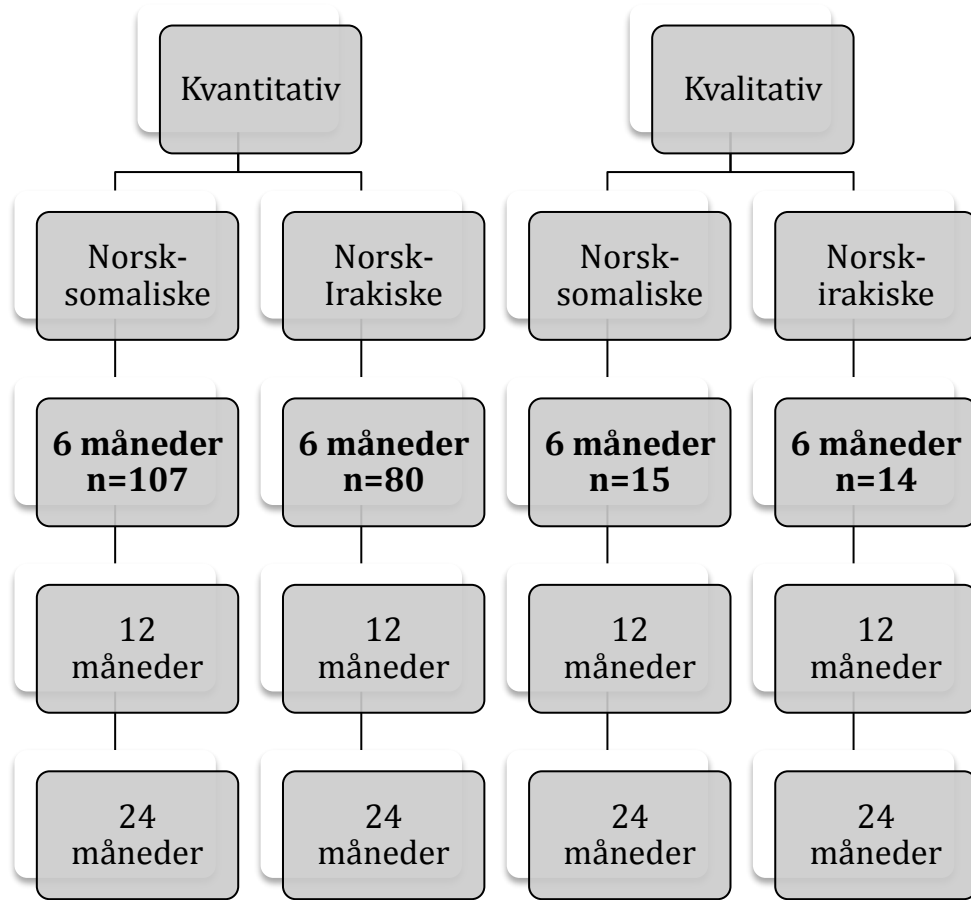 Kvantitativ
Kvalitativ
Norsk-
somaliske
Norsk-
Irakiske
Norsk-
somaliske
Norsk-
irakiske
6 måneder
n=107
6 måneder
n=80
6 måneder
n=15
6 måneder
n=14
12
måneder
12
måneder
12
måneder
12
måneder
24
måneder
24
måneder
24
måneder
24
måneder